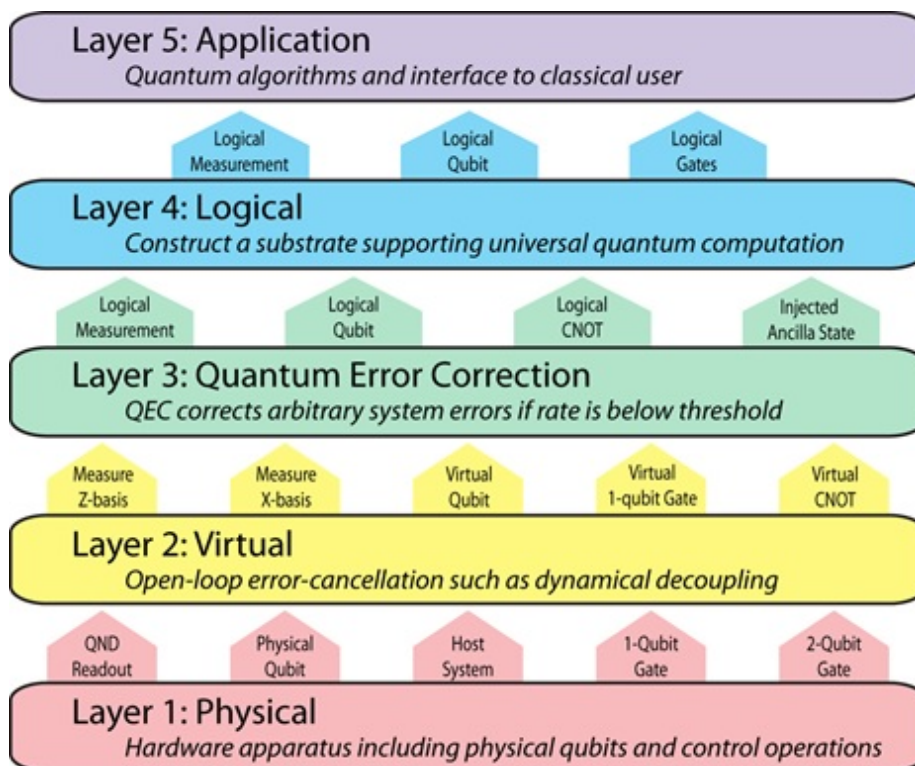 Layer 5: Application
Quantum algorithms and interface to classical user
Logical
Measurement
Logical
Qubit
Logical
Gates
Layer 4: Logical
Construct a substrate supporting universal quantum computation
Logical
Measurement
Logical
Qubit
Logical
CNOT
Injected
Ancilla State
Layer 3: Quantum Error Correction
QEC corrects arbitrary system errors if rate is below threshold
Measure
Z-basis
Measure
X-basis
Virtual
Qubit
Virtual
1-qubit Gate
Virtual
CNOT
Layer 2: Virtual
Open-loop error-cancellation such as dynamical decoupling
QND
Readout
Physical
Qubit
Host
System
1-Qubit
Gate
2-Qubit
Gate
Layer 1: Physical
Hardware apparatus including physical qubits and control operations